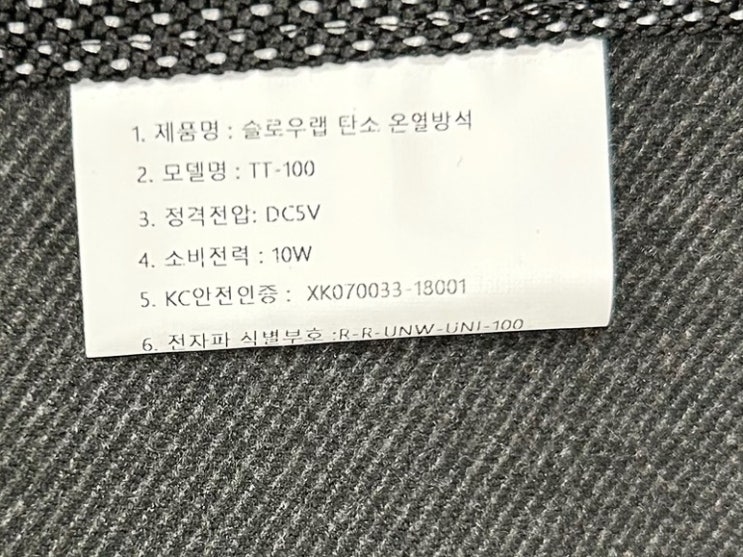 1. 제품명 : 슬로우랩 탄소 온열방석
2. 모델명 : TT-100
3. 정격전압: DC5V
4. 소비전력 : 10W
5. KC안전인증 : XK070033-18001
6. 전자파 식별부호 :R-R-UNW-UNI-100